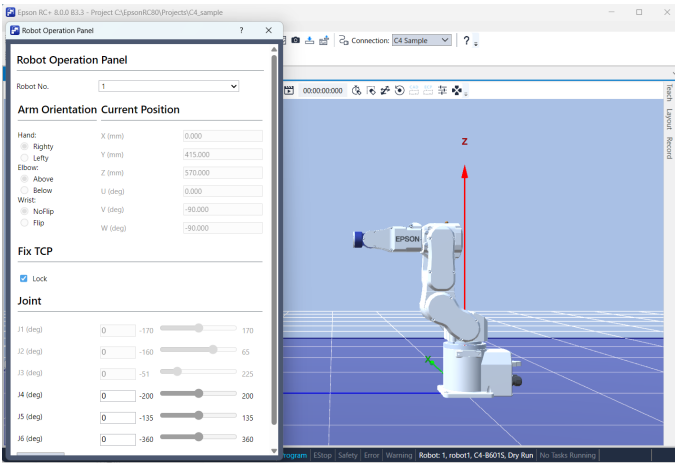 Epson RC+ 8.0.0 B3.3 - Project C:\EpsonRC80\Projects\C4_sample
Robot Operation Panel ?
Connection: C4 Sample ?
Robot Operation Panel
Robot No. 1
00:00:00:000
Arm Orientation Current Position
Hand:
Righty
Lefty
Elbow:
Above
Below
Wrist:
NoFlip
Flip
X (mm) 0.000
Y (mm) 415.000
Z (mm) 570.000
U (deg) 0.000
V (deg) -90.000
W (deg) -90.000
Fix TCP
Lock
Joint
J1 (deg) 0 -170 170
J2 (deg) 0 -160 65
J3 (deg) 0 -51 225
J4 (deg) 0 -200 200
J5 (deg) 0 -135 135
J6 (deg) 0 -360 360
Z
EPSON
X
Teach
Layout
Record
rogram EStop Safety Error Warning Robot: 1, robot1, C4-B601S, Dry Run No Tasks Running